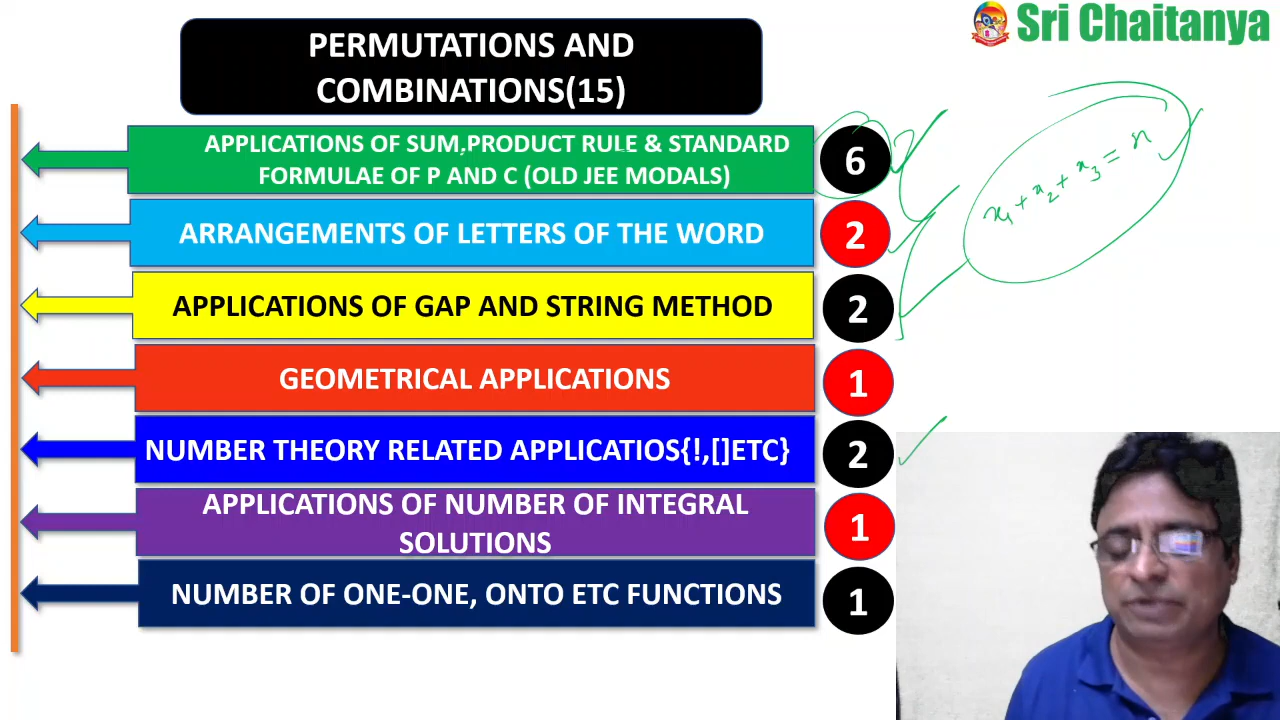 Sri Chaitanya
PERMUTATIONS AND
COMBINATIONS(15)
APPLICATIONS OF SUM,PRODUCT RULE & STANDARD
FORMULAE OF P AND C (OLD JEE MODALS)
6
ARRANGEMENTS OF LETTERS OF THE WORD
2
APPLICATIONS OF GAP AND STRING METHOD
2
GEOMETRICAL APPLICATIONS
1
NUMBER THEORY RELATED APPLICATIOS{!,[]ETC}
2
APPLICATIONS OF NUMBER OF INTEGRAL
SOLUTIONS
1
NUMBER OF ONE-ONE, ONTO ETC FUNCTIONS
1
x₁ + x₂ + x₃ =